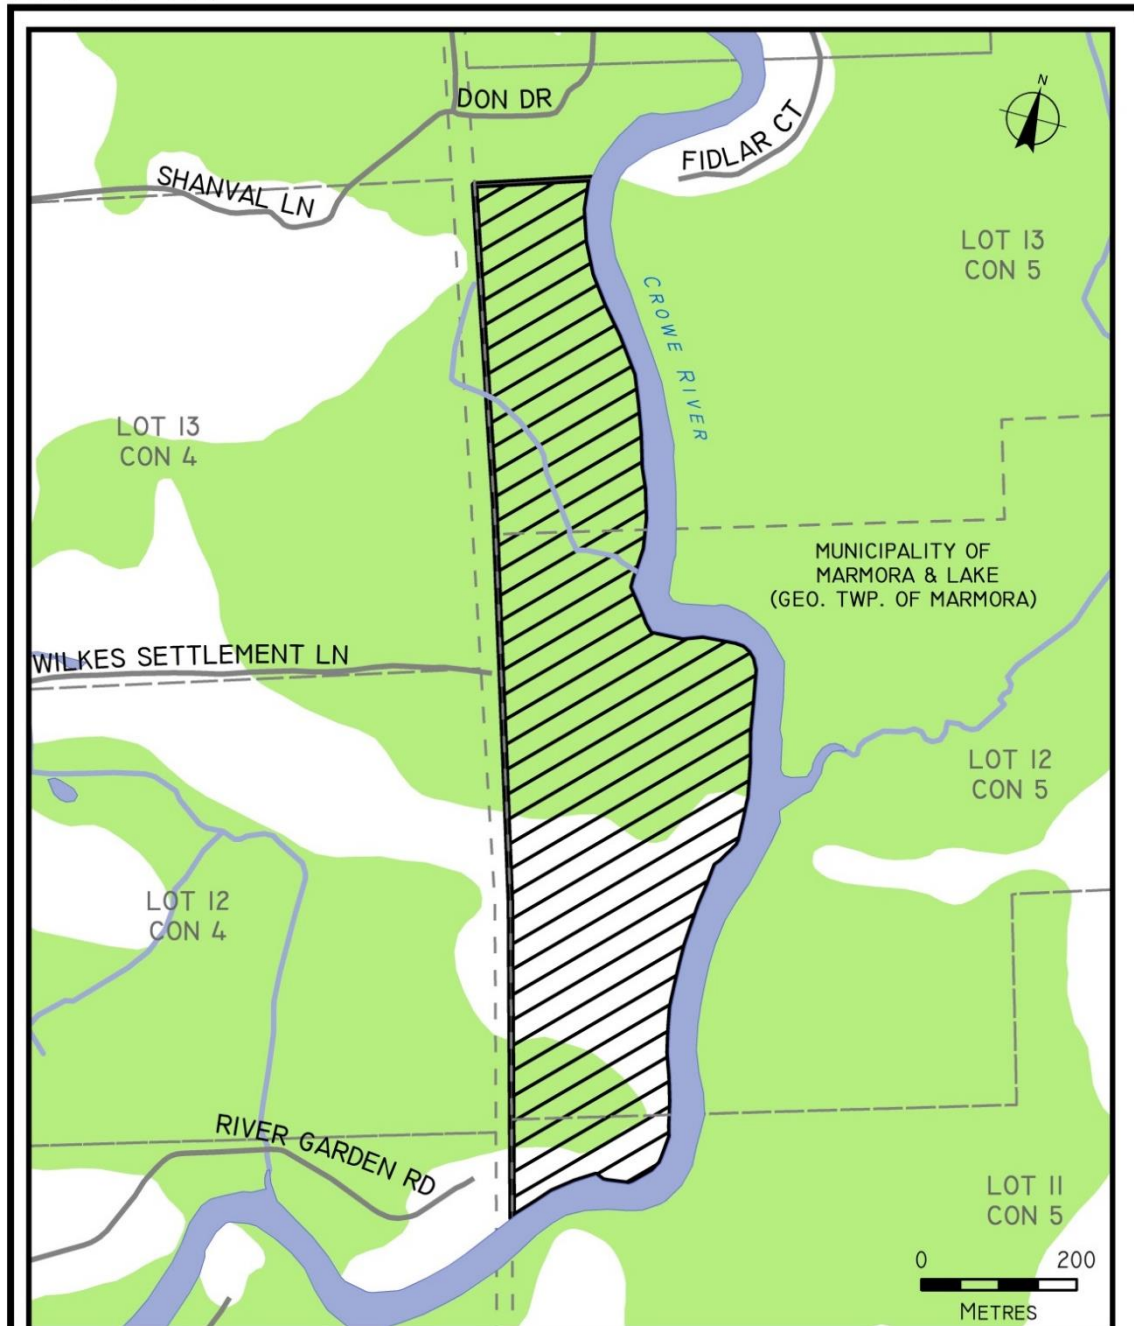 DON DR
N
FIDLAR CT
SHANVAL LN
LOT 13
CON 5
CROWE RIVER
LOT 13
CON 4
MUNICIPALITY OF
MARMORA & LAKE
(GEO. TWP. OF MARMORA)
WILKES SETTLEMENT LN
LOT 12
CON 5
LOT 12
CON 4
RIVER GARDEN RD
LOT 11
CON 5
0 200
METRES